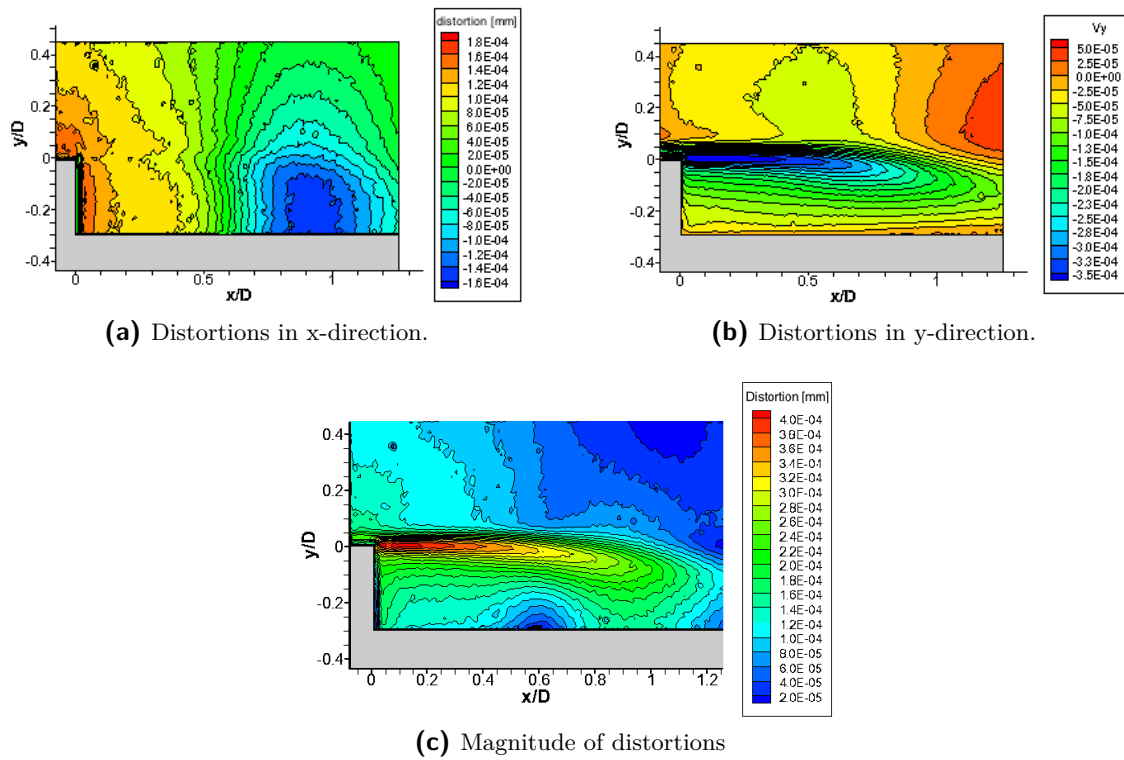 distortion [mm]
1.8E-04
1.6E-04
1.4E-04
1.2E-04
1.0E-04
8.0E-05
6.0E-05
4.0E-05
2.0E-05
0.0E+00
-2.0E-05
-4.0E-05
-6.0E-05
-8.0E-05
-1.0E-04
-1.2E-04
-1.4E-04
-1.6E-04
y/D
0.4
0.2
0
-0.2
-0.4
0
0.5
1
x/D
(a) Distortions in x-direction.
Vy
5.0E-05
2.5E-05
0.0E+00
-2.5E-05
-5.0E-05
-7.5E-05
-1.0E-04
-1.3E-04
-1.5E-04
-1.8E-04
-2.0E-04
-2.3E-04
-2.5E-04
-2.8E-04
-3.0E-04
-3.3E-04
-3.5E-04
y/D
0.4
0.2
0
-0.2
-0.4
0
0.5
1
x/D
(b) Distortions in y-direction.
Distortion [mm]
4.0E-04
3.8E-04
3.6E-04
3.4E-04
3.2E-04
3.0E-04
2.8E-04
2.6E-04
2.4E-04
2.2E-04
2.0E-04
1.8E-04
1.6E-04
1.4E-04
1.2E-04
1.0E-04
8.0E-05
6.0E-05
4.0E-05
2.0E-05
y/D
0.4
0.2
0
-0.2
-0.4
0
0.2
0.4
0.6
0.8
1
1.2
x/D
(c) Magnitude of distortions